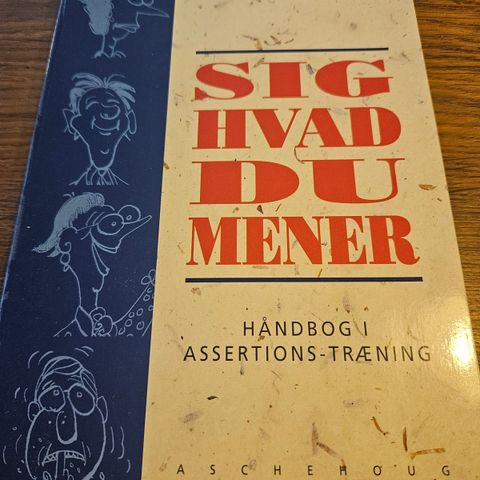 SIG
HVAD
DU
MENER
HÅNDBOG I
ASSERTIONS-TRÆNING
ASCHEHOUG